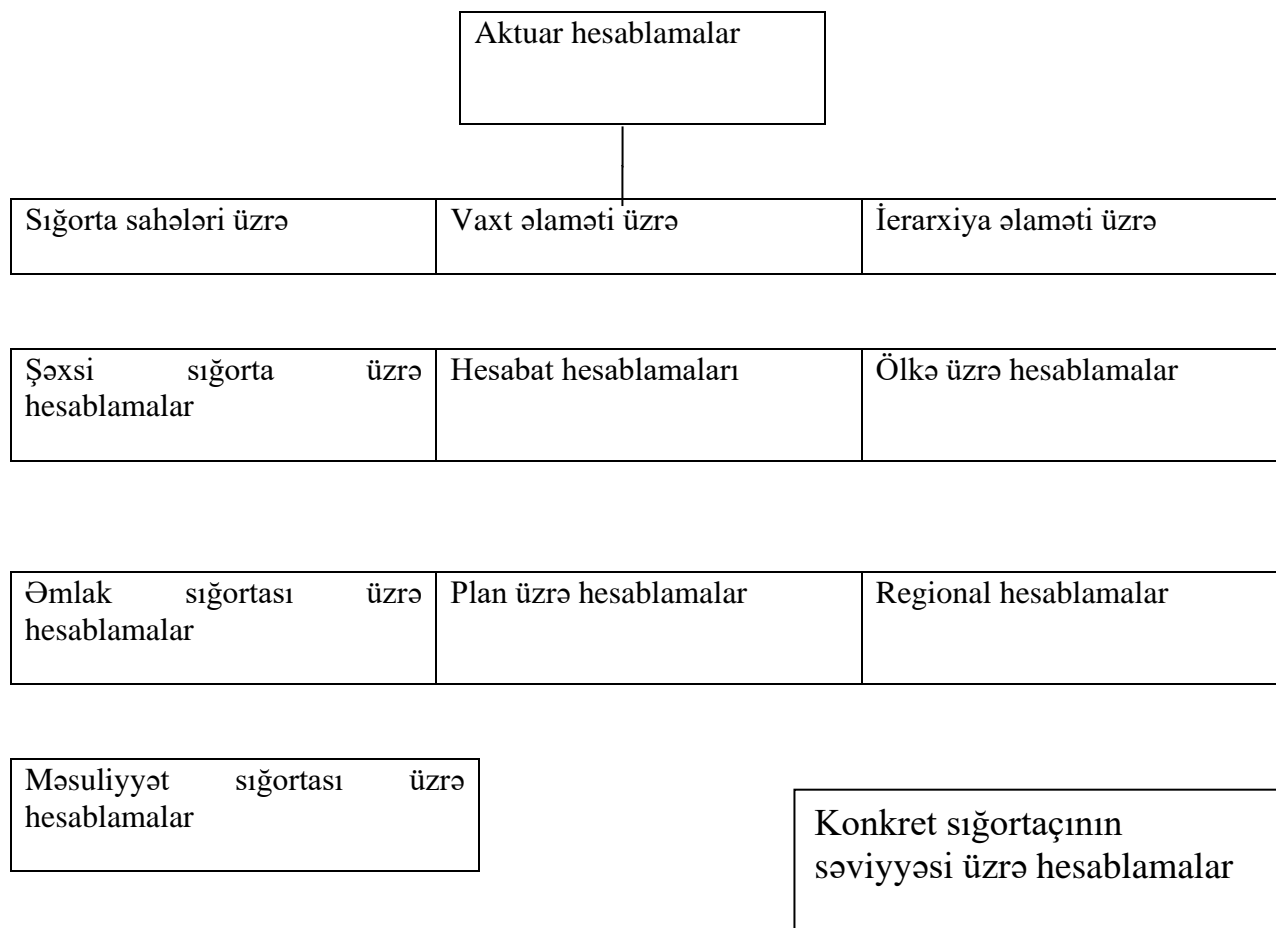 Aktuar hesablamalar
Sığorta sahələri üzrə
Vaxt əlaməti üzrə
İerarxiya əlaməti üzrə
Şəxsi sığorta üzrə
hesablamalar
Hesabat hesablamaları
Ölkə üzrə hesablamalar
Əmlak sığortası üzrə
hesablamalar
Plan üzrə hesablamalar
Regional hesablamalar
Məsuliyyət sığortası üzrə
hesablamalar
Konkret sığortaçının
səviyyəsi üzrə hesablamalar